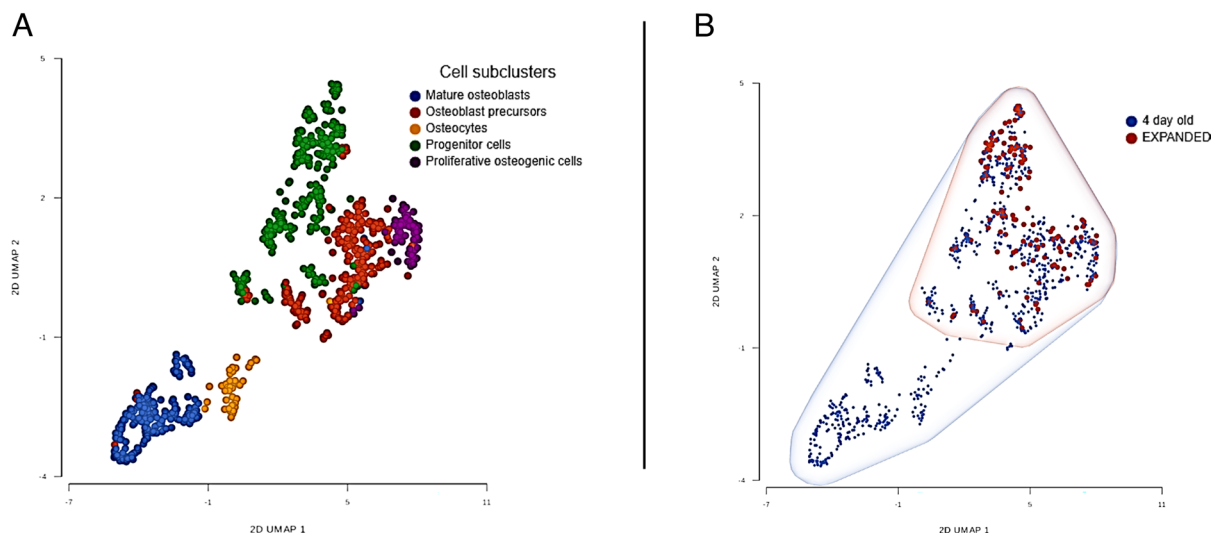 A
5
2
-1
-4
-7
-1
5
11
2D UMAP 1
2D UMAP 2
Cell subclusters
Mature osteoblasts
Osteoblast precursors
Osteocytes
Progenitor cells
Proliferative osteogenic cells
B
5
2
-1
-4
-7
-1
5
11
2D UMAP 1
2D UMAP 2
4 day old
EXPANDED